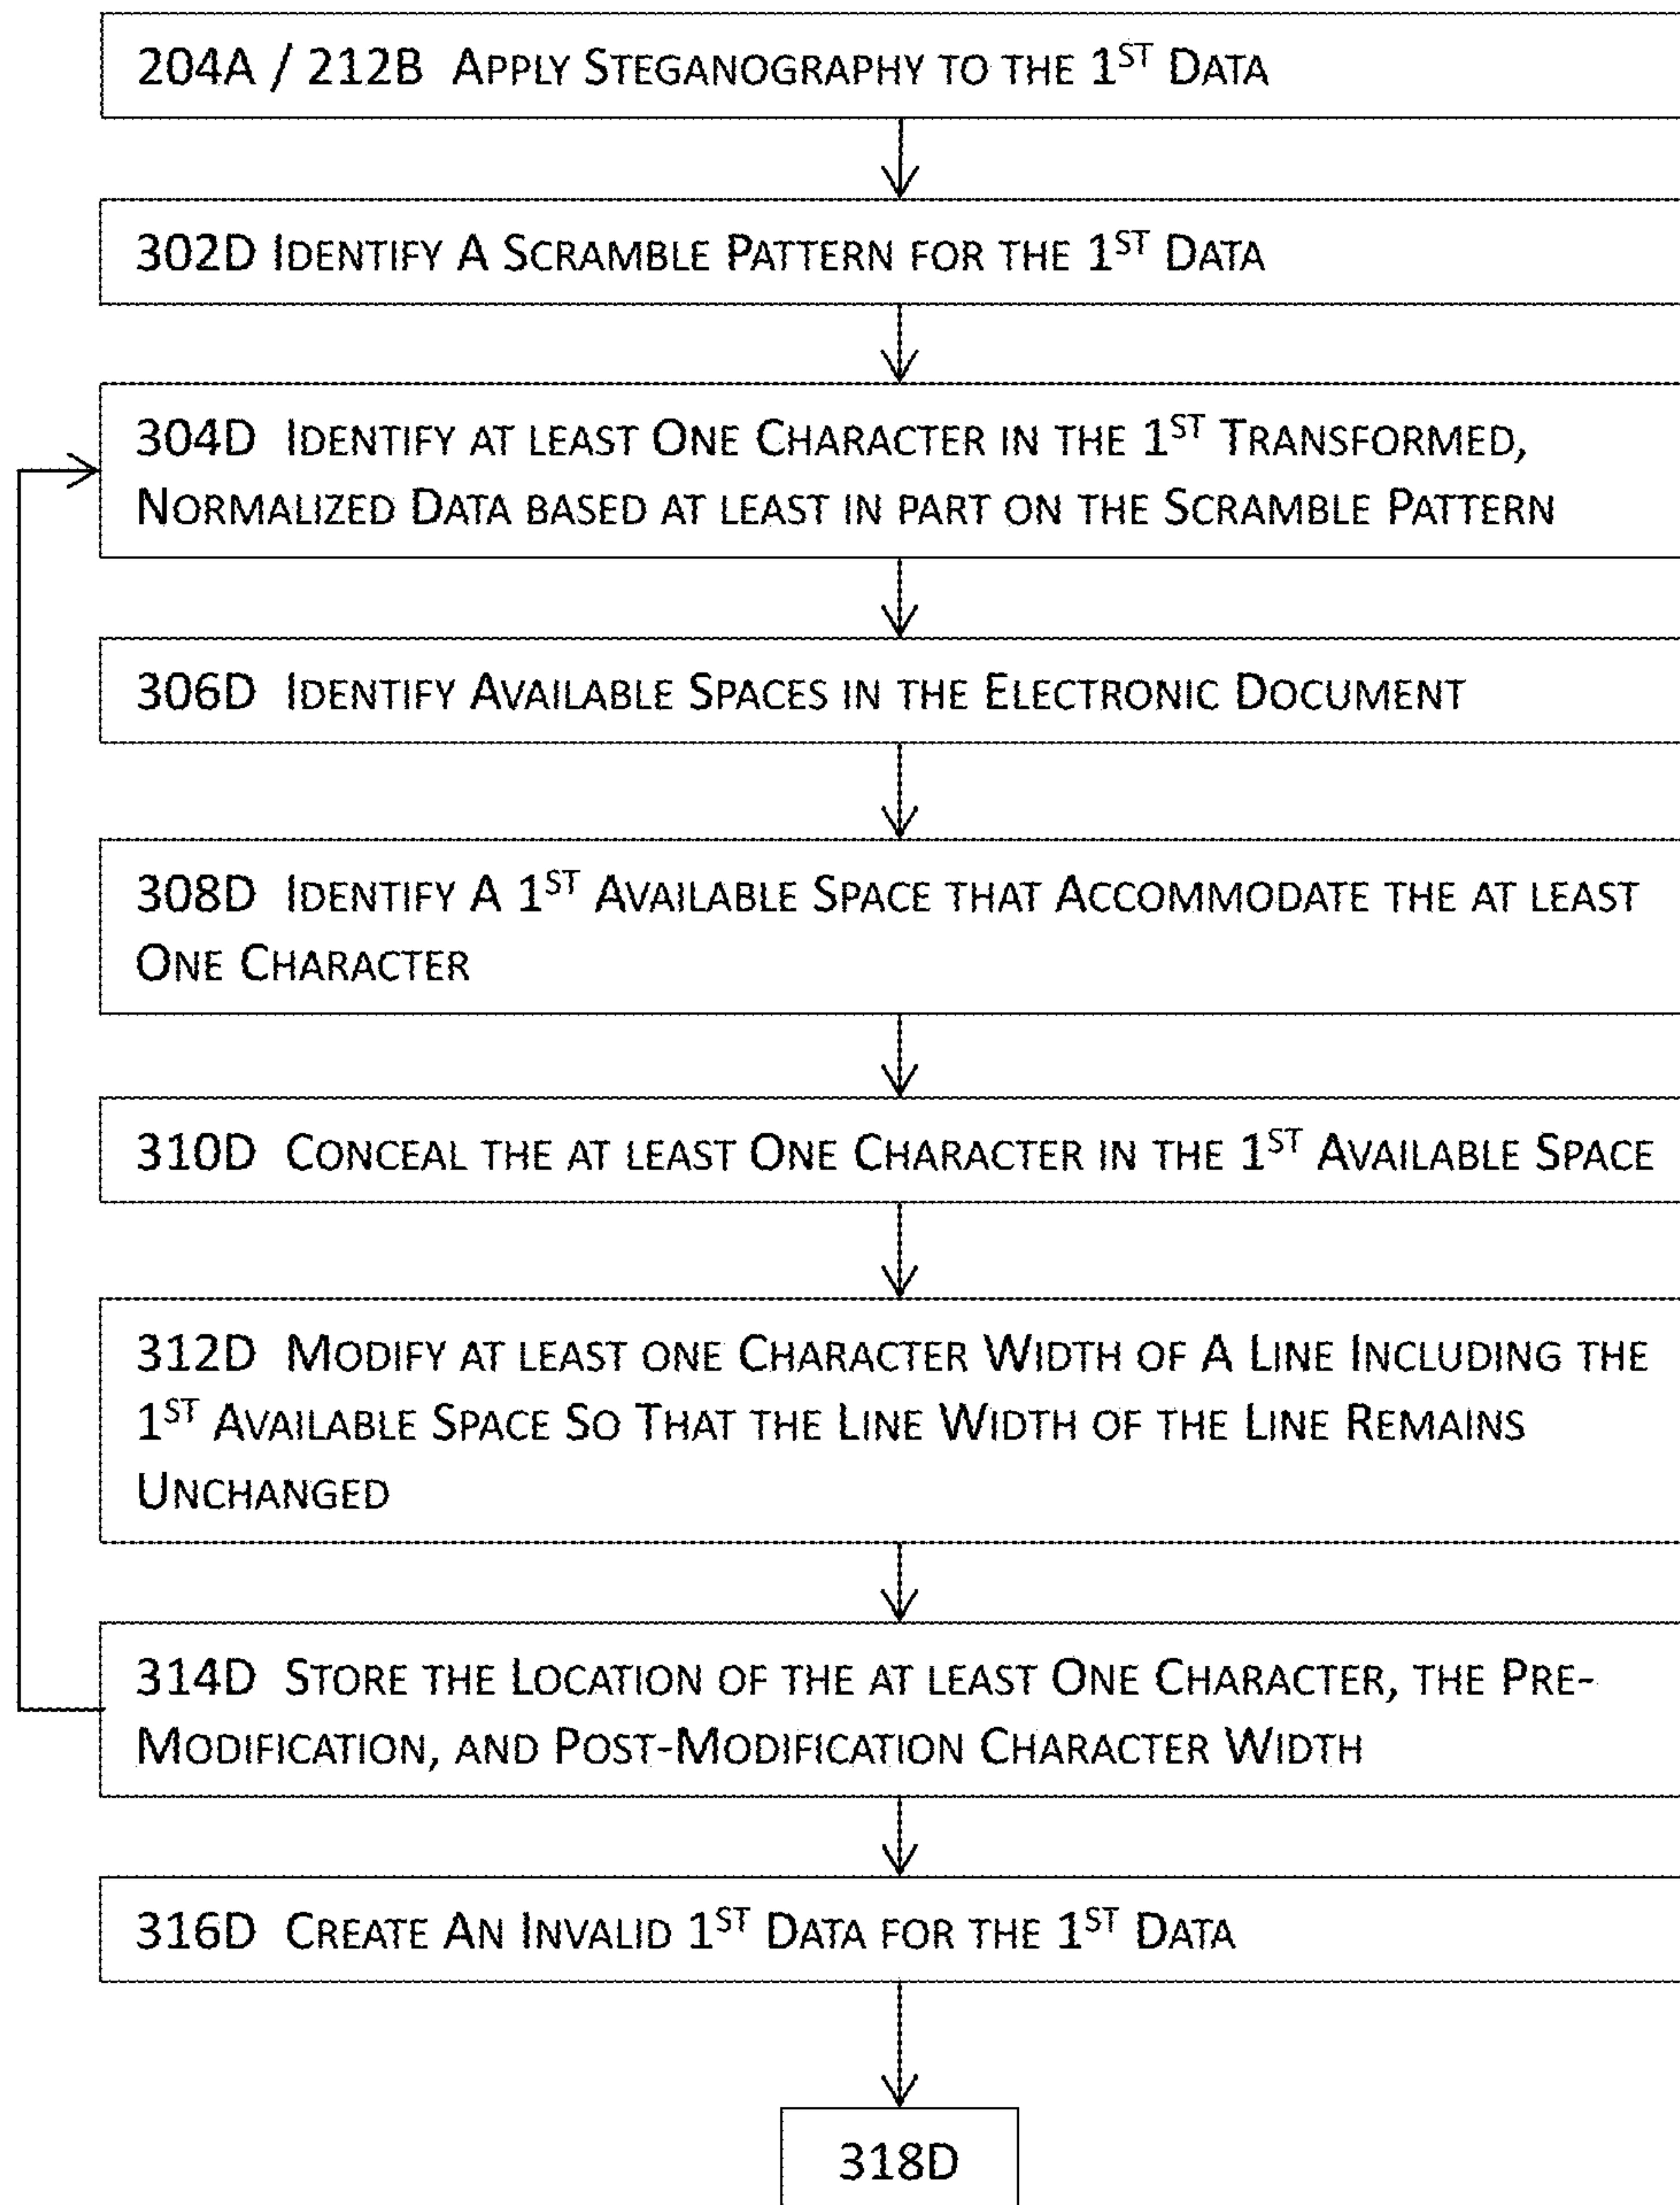 204A / 212B APPLY STEGANOGRAPHY TO THE 1ST DATA
302D IDENTIFY A SCRAMBLE PATTERN FOR THE 1ST DATA
304D IDENTIFY AT LEAST ONE CHARACTER IN THE 1ST TRANSFORMED,
NORMALIZED DATA BASED AT LEAST IN PART ON THE SCRAMBLE PATTERN
306D IDENTIFY AVAILABLE SPACES IN THE ELECTRONIC DOCUMENT
308D IDENTIFY A 1ST AVAILABLE SPACE THAT ACCOMMODATE THE AT LEAST
ONE CHARACTER
310D CONCEAL THE AT LEAST ONE CHARACTER IN THE 1ST AVAILABLE SPACE
312D MODIFY AT LEAST ONE CHARACTER WIDTH OF A LINE INCLUDING THE
1ST AVAILABLE SPACE SO THAT THE LINE WIDTH OF THE LINE REMAINS
UNCHANGED
314D STORE THE LOCATION OF THE AT LEAST ONE CHARACTER, THE PRE-
MODIFICATION, AND POST-MODIFICATION CHARACTER WIDTH
316D CREATE AN INVALID 1ST DATA FOR THE 1ST DATA
318D